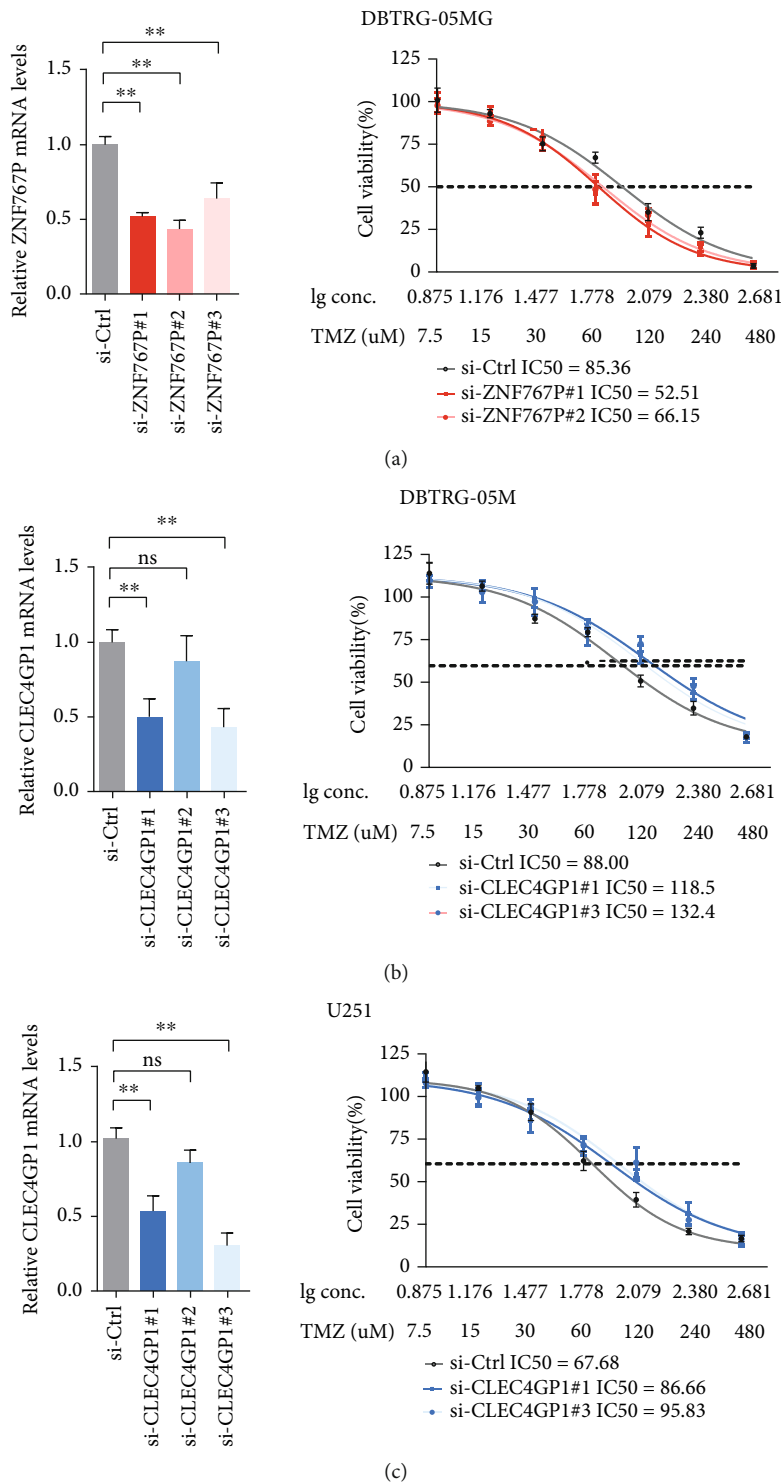 DBTRG-05MG
**
**
**
Relative ZNF767P mRNA levels
1.5
1.0
0.5
0.0
si-Ctrl
si-ZNF767P#1
si-ZNF767P#2
si-ZNF767P#3
Cell viability(%)
125
100
75
50
25
0
lg conc. 0.875 1.176 1.477 1.778 2.079 2.380 2.681
TMZ (uM) 7.5 15 30 60 120 240 480
si-Ctrl IC50 = 85.36
si-ZNF767P#1 IC50 = 52.51
si-ZNF767P#2 IC50 = 66.15
(a)
DBTRG-05M
**
ns
**
Relative CLEC4GP1 mRNA levels
1.5
1.0
0.5
0.0
si-Ctrl
si-CLEC4GP1#1
si-CLEC4GP1#2
si-CLEC4GP1#3
Cell viability(%)
125
100
75
50
25
0
lg conc. 0.875 1.176 1.477 1.778 2.079 2.380 2.681
TMZ (uM) 7.5 15 30 60 120 240 480
si-Ctrl IC50 = 88.00
si-CLEC4GP1#1 IC50 = 118.5
si-CLEC4GP1#3 IC50 = 132.4
(b)
U251
**
ns
**
Relative CLEC4GP1 mRNA levels
1.5
1.0
0.5
0.0
si-Ctrl
si-CLEC4GP1#1
si-CLEC4GP1#2
si-CLEC4GP1#3
Cell viability(%)
125
100
75
50
25
0
lg conc. 0.875 1.176 1.477 1.778 2.079 2.380 2.681
TMZ (uM) 7.5 15 30 60 120 240 480
si-Ctrl IC50 = 67.68
si-CLEC4GP1#1 IC50 = 86.66
si-CLEC4GP1#3 IC50 = 95.83
(c)